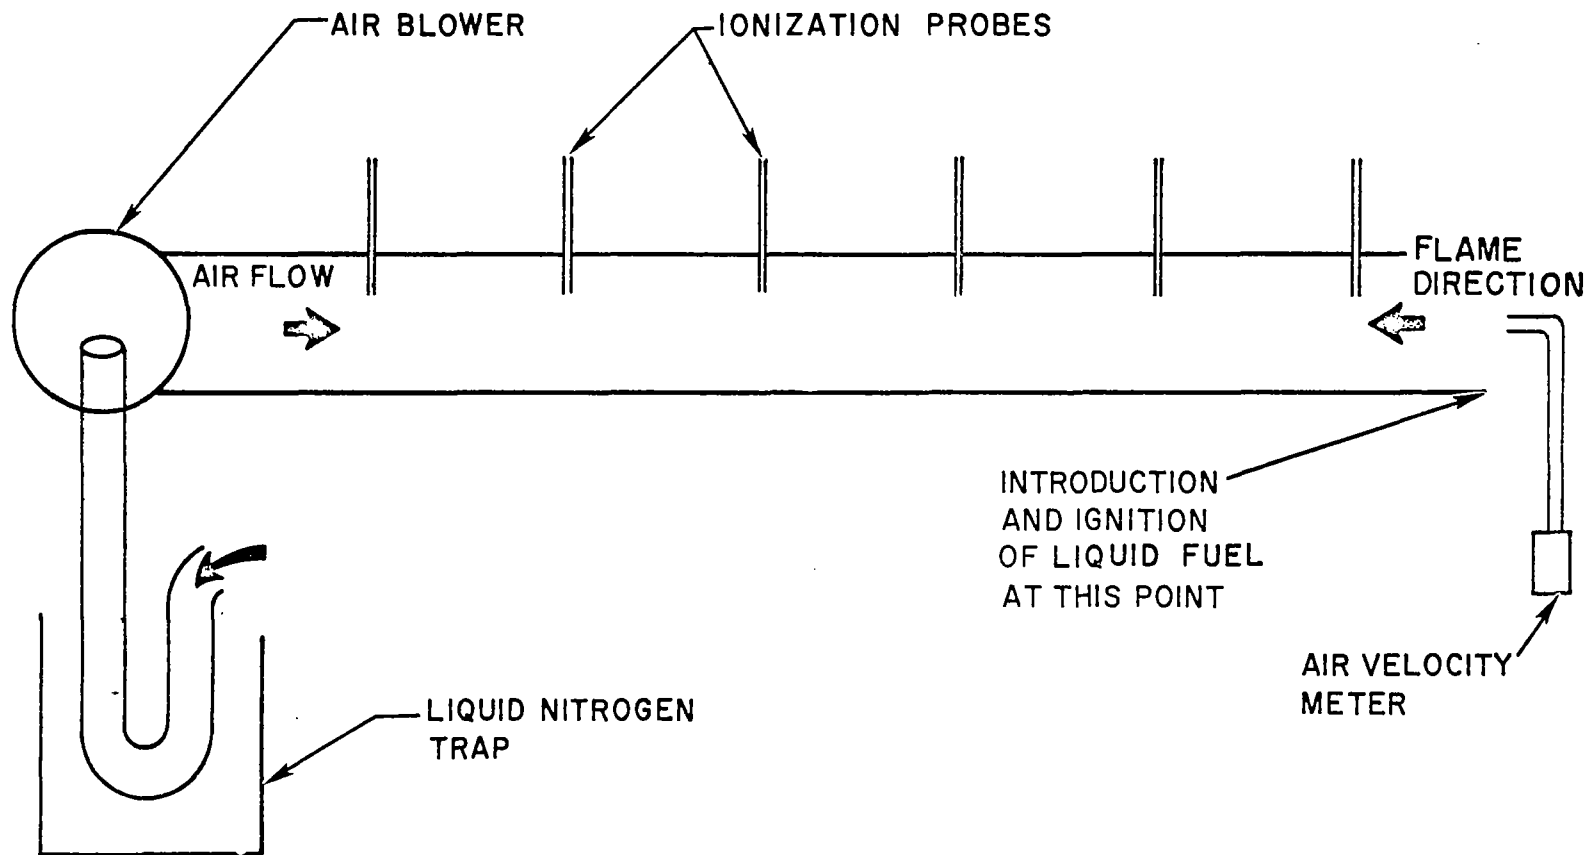 AIR BLOWER
IONIZATION PROBES
AIR FLOW
FLAME
DIRECTION
INTRODUCTION
AND IGNITION
OF LIQUID FUEL
AT THIS POINT
AIR VELOCITY
METER
LIQUID NITROGEN
TRAP